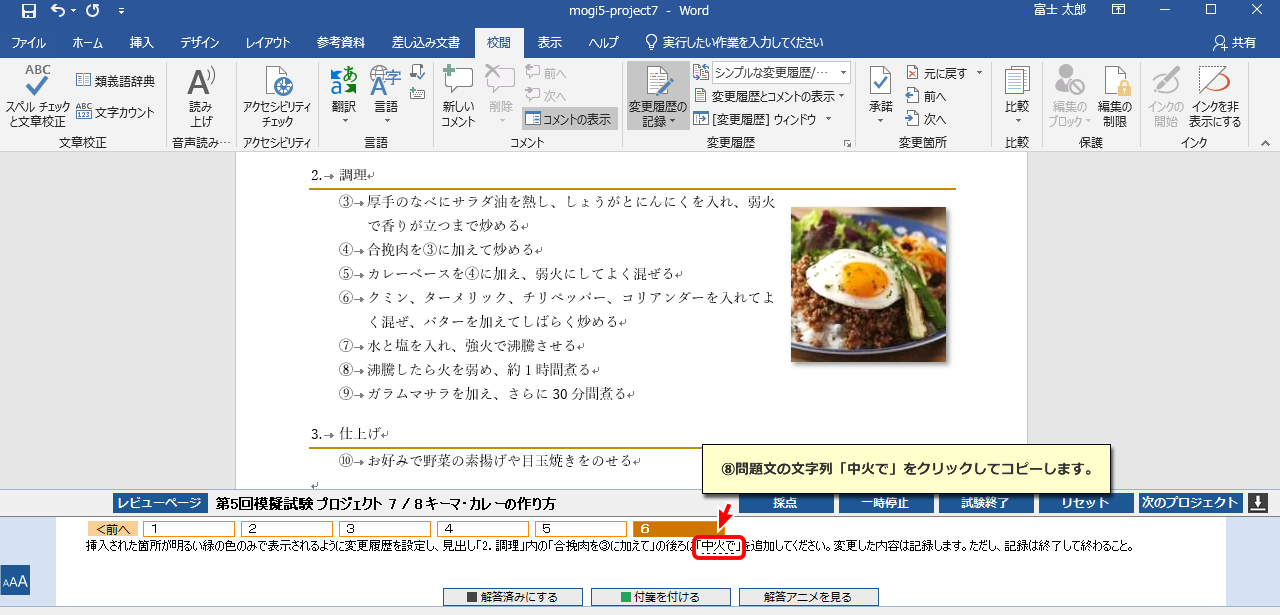 mogi5-project7 - Word
富士 太郎
ファイル ホーム 挿入 デザイン レイアウト 参考資料 差し込み文書 校閲 表示 ヘルプ 実行したい作業を入力してください 共有
ABC
スペル チェックと文章校正
類義語辞典
ABC 123 文字カウント
文章校正
A
読み上げ
音声読み…
アクセシビリティ チェック
アクセシビリティ
あ
翻訳
A字
言語
言語
新しいコメント
削除
前へ
次へ
コメントの表示
コメント
変更履歴の記録
シンプルな変更履歴/…
変更履歴とコメントの表示
[変更履歴] ウィンドウ
変更履歴
承諾
元に戻す
前へ
次へ
変更箇所
比較
比較
編集のブロック
編集の制限
保護
インクの開始
インクを非表示にする
インク
2.→ 調理
③→厚手のなべにサラダ油を熱し、しょうがとにんにくを入れ、弱火
で香りが立つまで炒める
④→合挽肉を③に加えて炒める
⑤→カレーベースを④に加え、弱火にしてよく混ぜる
⑥→クミン、ターメリック、チリペッパー、コリアンダーを入れてよ
く混ぜ、バターを加えてしばらく炒める
⑦→水と塩を入れ、強火で沸騰させる
⑧→沸騰したら火を弱め、約1時間煮る
⑨→ガラムマサラを加え、さらに 30 分間煮る
3.→ 仕上げ
⑩→お好みで野菜の素揚げや目玉焼きをのせる
⑧問題文の文字列「中火で」をクリックしてコピーします。
レビューページ 第5回模擬試験 プロジェクト 7 / 8 キーマ・カレーの作り方 採点 一時停止 試験終了 リセット 次のプロジェクト
<前へ 1 2 3 4 5 6
挿入された箇所が明るい緑の色のみで表示されるように変更履歴を設定し、見出し「2. 調理」内の「合挽肉を③に加えて」の後ろに「中火で」を追加してください。変更した内容は記録します。ただし、記録は終了して終わること。
AAA
解答済みにする 付箋を付ける 解答アニメを見る